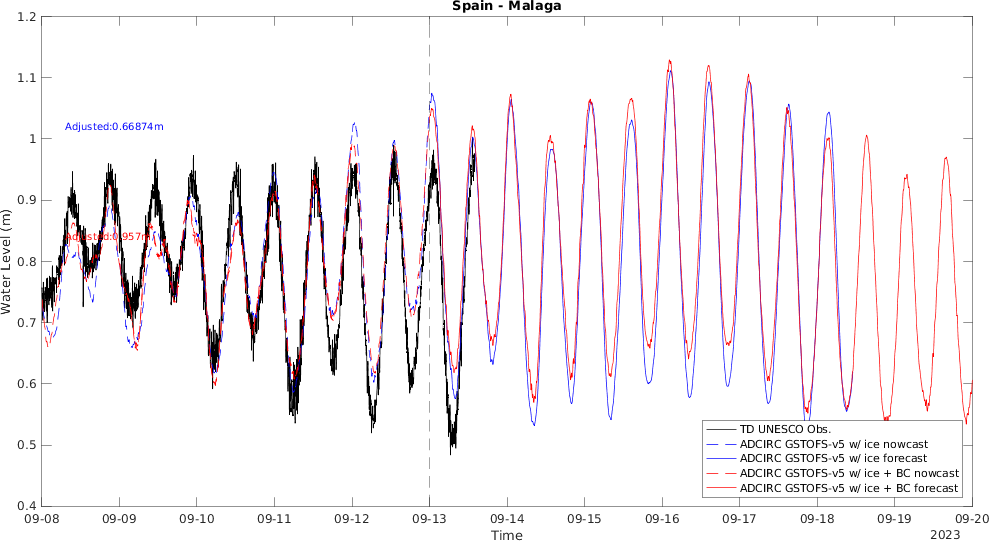 Spain - Malaga
1.2
1.1
1
0.9
0.8
0.7
0.6
0.5
0.4
Water Level (m)
Adjusted:0.66874m
Adjusted:0.957m
TD UNESCO Obs.
ADCIRC GSTOFS-v5 w/ ice nowcast
ADCIRC GSTOFS-v5 w/ ice forecast
ADCIRC GSTOFS-v5 w/ ice + BC nowcast
ADCIRC GSTOFS-v5 w/ ice + BC forecast
09-08 09-09 09-10 09-11 09-12 09-13 09-14 09-15 09-16 09-17 09-18 09-19 09-20
Time
2023